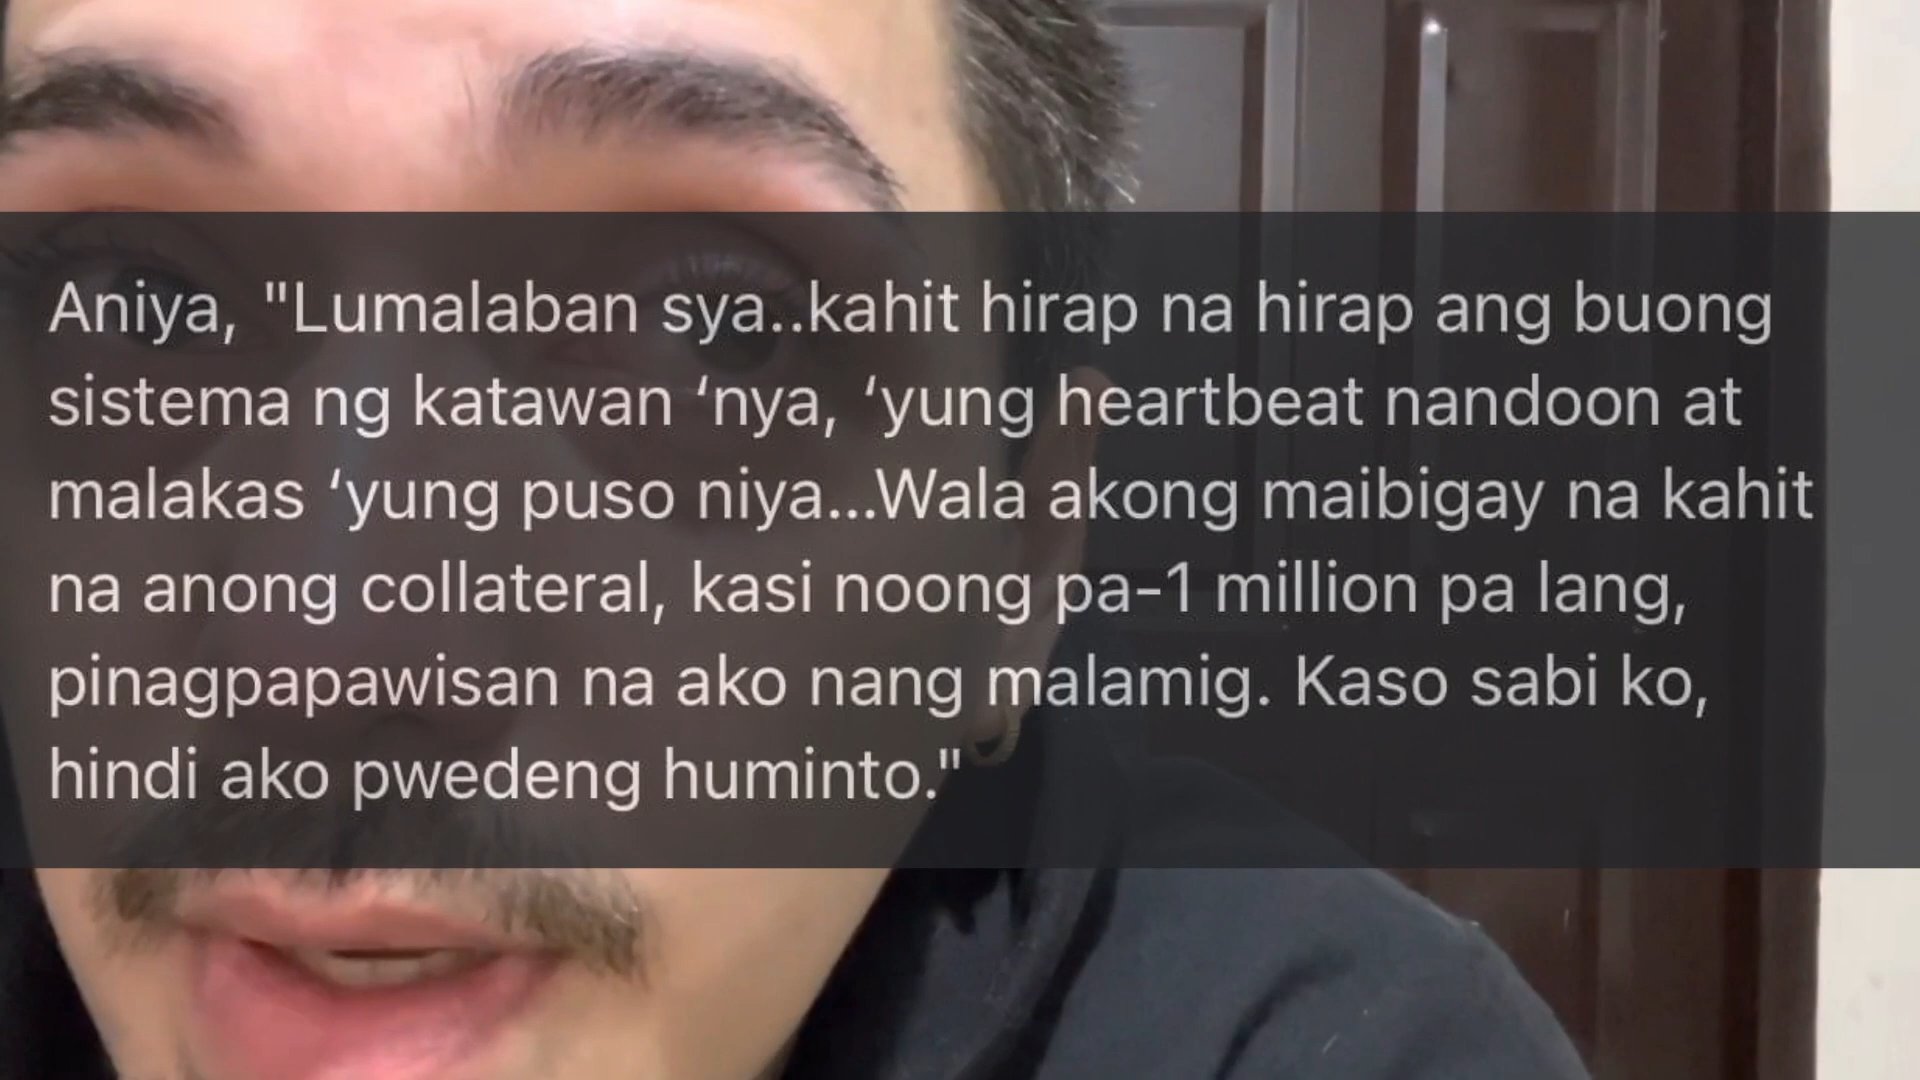 Aniya, "Lumalaban sya..kahit hirap na hirap ang buong
sistema ng katawan ‘nya, ‘yung heartbeat nandoon at
malakas ‘yung puso niya...Wala akong maibigay na kahit
na anong collateral, kasi noong pa-1 million pa lang,
pinagpapawisan na ako nang malamig. Kaso sabi ko,
hindi ako pwedeng huminto."